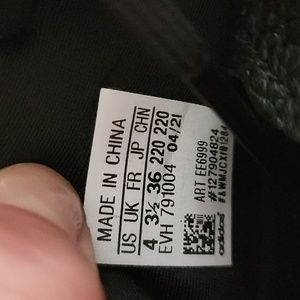 MADE IN CHINA
US UK FR JP CHN
4 3½ 36 220 220
EVH 791004 04/21
ART EE6999
#127904824
adidas